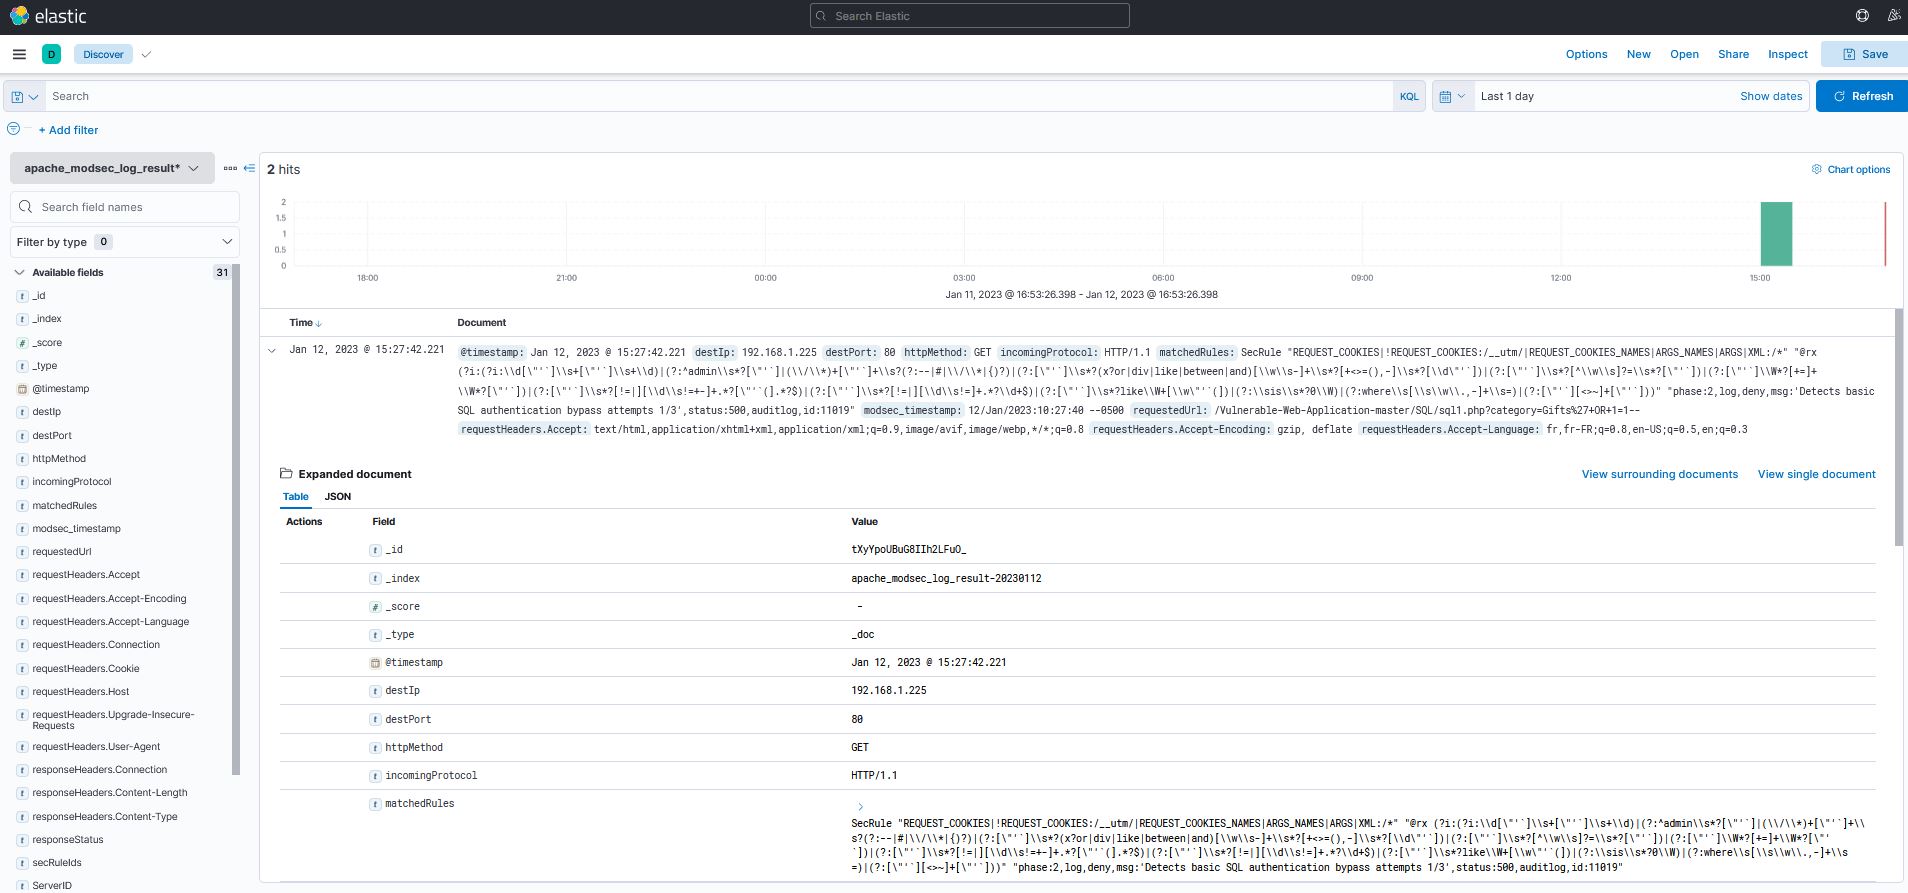 elastic
Search Elastic
D
Discover
Options
New
Open
Share
Inspect
Save
Search
KQL
Last 1 day
Show dates
Refresh
+ Add filter
apache_modsec_log_result*
Search field names
Filter by type 0
Available fields 31
t _id
t _index
# _score
t _type
@timestamp
t destIp
t destPort
t httpMethod
t incomingProtocol
t matchedRules
t modsec_timestamp
t requestedUrl
t requestHeaders.Accept
t requestHeaders.Accept-Encoding
t requestHeaders.Accept-Language
t requestHeaders.Connection
t requestHeaders.Cookie
t requestHeaders.Host
t requestHeaders.Upgrade-Insecure-
Requests
t requestHeaders.User-Agent
t responseHeaders.Connection
t responseHeaders.Content-Length
t responseHeaders.Content-Type
t responseStatus
t secRuleIds
t ServerID
2 hits
Chart options
2
1.5
1
0.5
0
18:00 21:00 00:00 03:00 06:00 09:00 12:00 15:00
Jan 11, 2023 @ 16:53:26.398 - Jan 12, 2023 @ 16:53:26.398
Time ↓ Document
Jan 12, 2023 @ 15:27:42.221 @timestamp: Jan 12, 2023 @ 15:27:42.221 destIp: 192.168.1.225 destPort: 80 httpMethod: GET incomingProtocol: HTTP/1.1 matchedRules: SecRule "REQUEST_COOKIES|!REQUEST_COOKIES:/__utm/|REQUEST_COOKIES_NAMES|ARGS_NAMES|ARGS|XML:/*" "@rx
(?i:(?i:\\d[\"'`]\\s+[\"'`]\\s+\\d)|(?:^admin\\s*?[\"'`]|(\\/\\*)+[\"'`]+\\s?(?:--|#|\\/\\*|{)?)|(?:[\"'`]\\s*?(x?or|div|like|between|and)[\\w\\s-]+\\s*?[+<>=(),-]\\s*?[\\d\"'`])|(?:[\"'`]\\s*?[^\\w\\s]?=\\s*?[\"'`])|(?:[\"'`]\\W*?[+=]+
\\W*?[\"'`])|(?:[\"'`]\\s*?[!=|][\\d\\s!=+-]+.*?[\"'`(].*?$)|(?:[\"'`]\\s*?[!=|][\\d\\s!=]+.*?\\d+$)|(?:[\"'`]\\s*?like\\W+[\\w\"'`(])|(?:\\sis\\s*?0\\W)|(?:where\\s[\\s\\w\\.,-]+\\s=)|(?:[\"'`][<>~]+[\"'`]))" "phase:2,log,deny,msg:'Detects basic
SQL authentication bypass attempts 1/3',status:500,auditlog,id:11019" modsec_timestamp: 12/Jan/2023:10:27:40 --0500 requestedUrl: /Vulnerable-Web-Application-master/SQL/sql1.php?category=Gifts%27+OR+1=1--
requestHeaders.Accept: text/html,application/xhtml+xml,application/xml;q=0.9,image/avif,image/webp,*/*;q=0.8 requestHeaders.Accept-Encoding: gzip, deflate requestHeaders.Accept-Language: fr,fr-FR;q=0.8,en-US;q=0.5,en;q=0.3
Expanded document
View surrounding documents View single document
Table JSON
Actions Field Value
t _id tXyYpoUBuG8IIh2LFuO_
t _index apache_modsec_log_result-20230112
# _score -
t _type _doc
@timestamp Jan 12, 2023 @ 15:27:42.221
t destIp 192.168.1.225
t destPort 80
t httpMethod GET
t incomingProtocol HTTP/1.1
t matchedRules
SecRule "REQUEST_COOKIES|!REQUEST_COOKIES:/__utm/|REQUEST_COOKIES_NAMES|ARGS_NAMES|ARGS|XML:/*" "@rx (?i:(?i:\\d[\"'`]\\s+[\"'`]\\s+\\d)|(?:^admin\\s*?[\"'`]|(\\/\\*)+[\"'`]+\\
s?(?:--|#|\\/\\*|{)?)|(?:[\"'`]\\s*?(x?or|div|like|between|and)[\\w\\s-]+\\s*?[+<>=(),-]\\s*?[\\d\"'`])|(?:[\"'`]\\s*?[^\\w\\s]?=\\s*?[\"'`])|(?:[\"'`]\\W*?[+=]+\\W*?[\"'
`])|(?:[\"'`]\\s*?[!=|][\\d\\s!=+-]+.*?[\"'`(].*?$)|(?:[\"'`]\\s*?[!=|][\\d\\s!=]+.*?\\d+$)|(?:[\"'`]\\s*?like\\W+[\\w\"'`(])|(?:\\sis\\s*?0\\W)|(?:where\\s[\\s\\w\\.,-]+\\s
=)|(?:[\"'`][<>~]+[\"'`]))" "phase:2,log,deny,msg:'Detects basic SQL authentication bypass attempts 1/3',status:500,auditlog,id:11019"